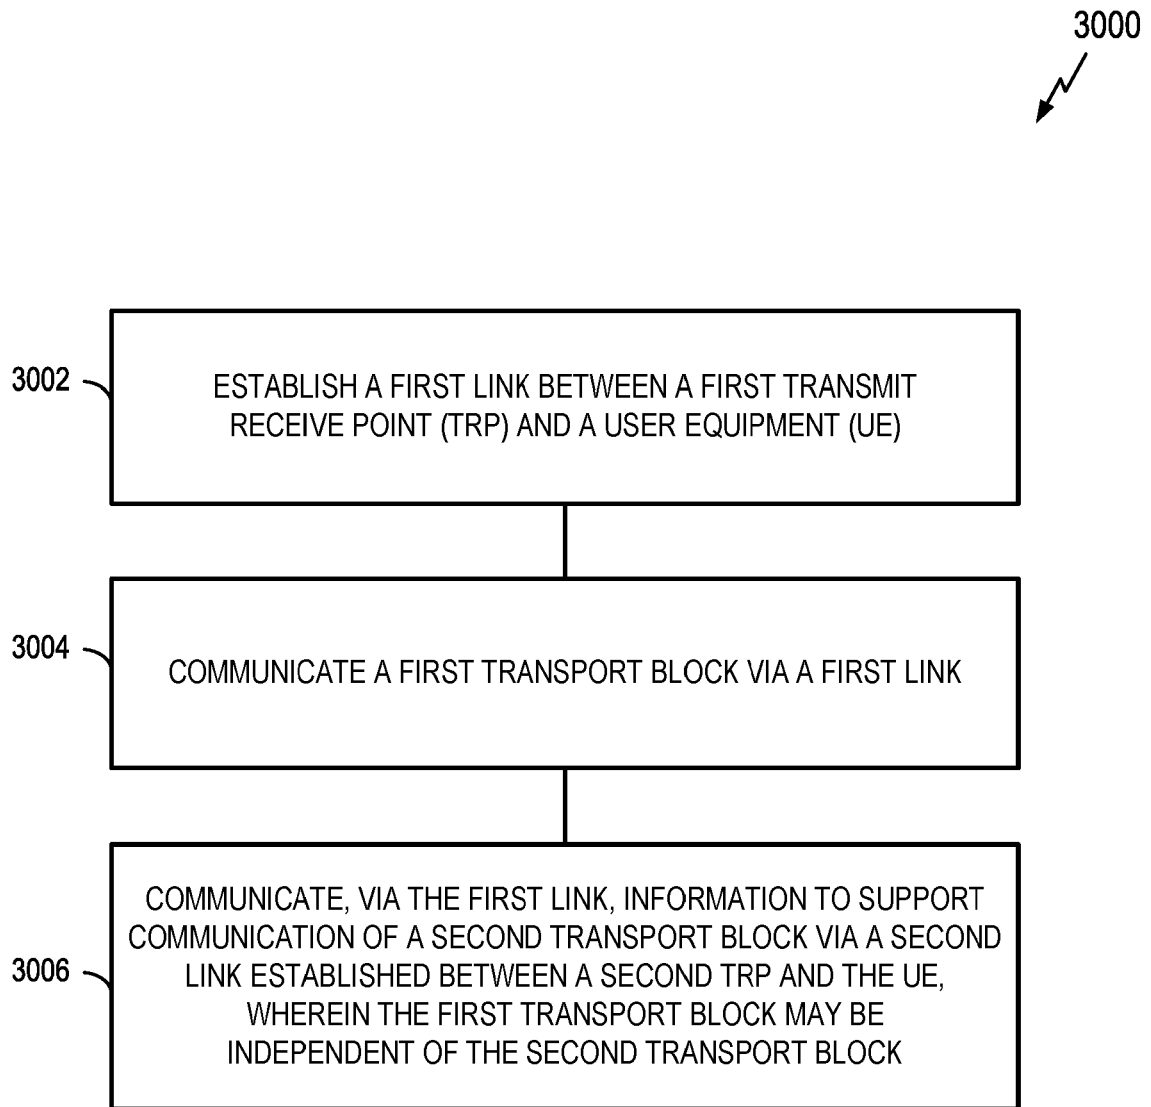 3000
3002
ESTABLISH A FIRST LINK BETWEEN A FIRST TRANSMIT
RECEIVE POINT (TRP) AND A USER EQUIPMENT (UE)
3004
COMMUNICATE A FIRST TRANSPORT BLOCK VIA A FIRST LINK
3006
COMMUNICATE, VIA THE FIRST LINK, INFORMATION TO SUPPORT
COMMUNICATION OF A SECOND TRANSPORT BLOCK VIA A SECOND
LINK ESTABLISHED BETWEEN A SECOND TRP AND THE UE,
WHEREIN THE FIRST TRANSPORT BLOCK MAY BE
INDEPENDENT OF THE SECOND TRANSPORT BLOCK